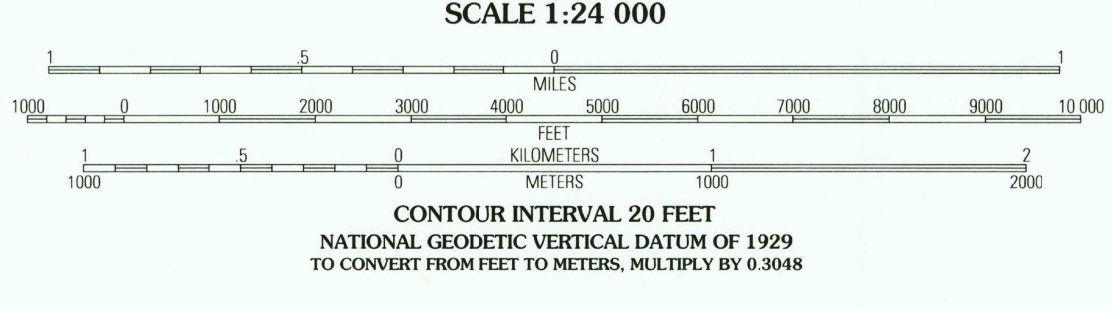 SCALE 1:24 000
1 .5 0 1
MILES
1000 0 1000 2000 3000 4000 5000 6000 7000 8000 9000 10 000
FEET
1 .5 0 KILOMETERS 1 2
1000 0 METERS 1000 2000
CONTOUR INTERVAL 20 FEET
NATIONAL GEODETIC VERTICAL DATUM OF 1929
TO CONVERT FROM FEET TO METERS, MULTIPLY BY 0.3048